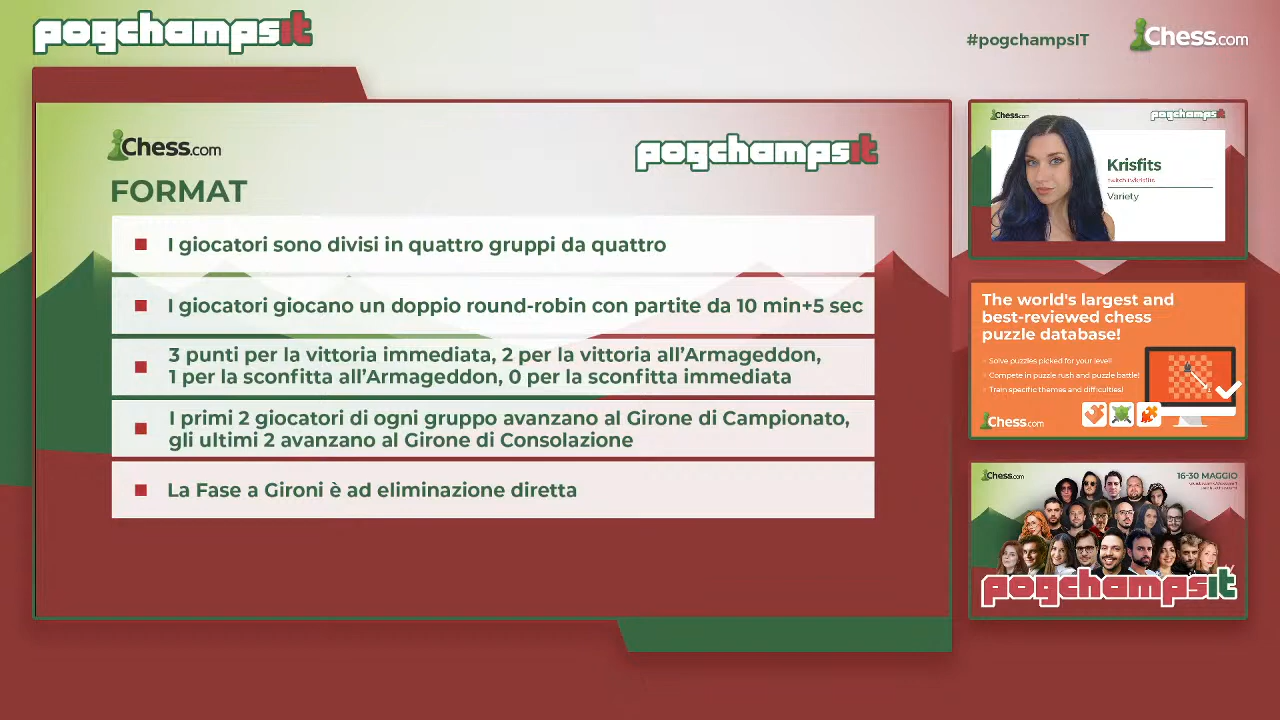 pogchampsit
#pogchampsIT
Chess.com
Chess.com
pogchampsit
FORMAT
I giocatori sono divisi in quattro gruppi da quattro
I giocatori giocano un doppio round-robin con partite da 10 min+5 sec
3 punti per la vittoria immediata, 2 per la vittoria all'Armageddon,
1 per la sconfitta all'Armageddon, 0 per la sconfitta immediata
I primi 2 giocatori di ogni gruppo avanzano al Girone di Campionato,
gli ultimi 2 avanzano al Girone di Consolazione
La Fase a Gironi è ad eliminazione diretta
Chess.com
pogchampsit
Krisfits
Variety
The world's largest and
best-reviewed chess
puzzle database!
Solve puzzles picked for your level!
Compete in puzzle rush and puzzle battle!
Train specific themes and difficulties!
Chess.com
Chess.com
16-30 MAGGIO
pogchampsit